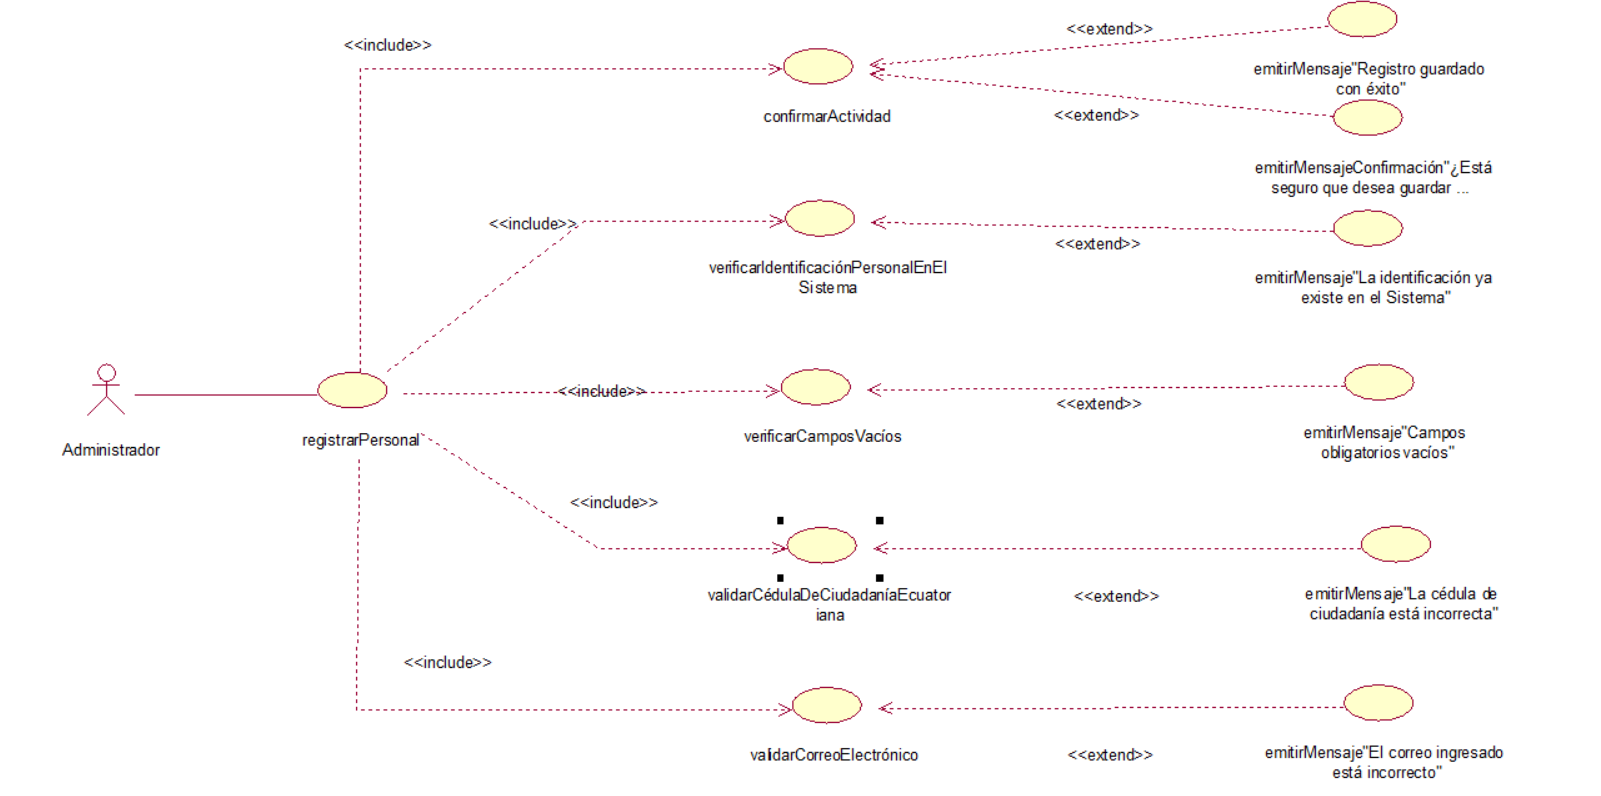 <<include>>
<<extend>>
emitirMensaje"Registro guardado
con éxito"
confirmarActividad
<<extend>>
emitirMensajeConfirmación"¿Está
seguro que desea guardar ...
<<include>>
verificarIdentificaciónPersonalEnEl
Sistema
<<extend>>
emitirMensaje"La identificación ya
existe en el Sistema"
Administrador
registrarPersonal
<<include>>
verificarCamposVacíos
<<extend>>
emitirMensaje"Campos
obligatorios vacíos"
<<include>>
validarCédulaDeCiudadaníaEcuator
iana
<<extend>>
emitirMensaje"La cédula de
ciudadanía está incorrecta"
<<include>>
validarCorreoElectrónico
<<extend>>
emitirMensaje"El correo ingresado
está incorrecto"